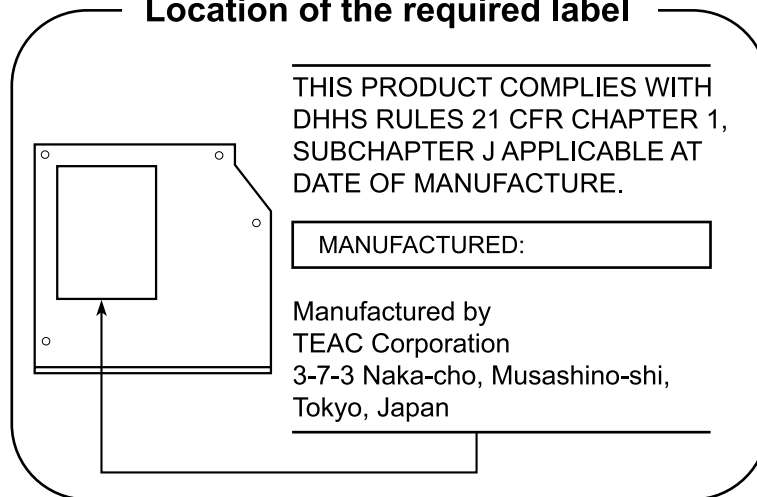 Location of the required label
THIS PRODUCT COMPLIES WITH
DHHS RULES 21 CFR CHAPTER 1,
SUBCHAPTER J APPLICABLE AT
DATE OF MANUFACTURE.
MANUFACTURED:
Manufactured by
TEAC Corporation
3-7-3 Naka-cho, Musashino-shi,
Tokyo, Japan